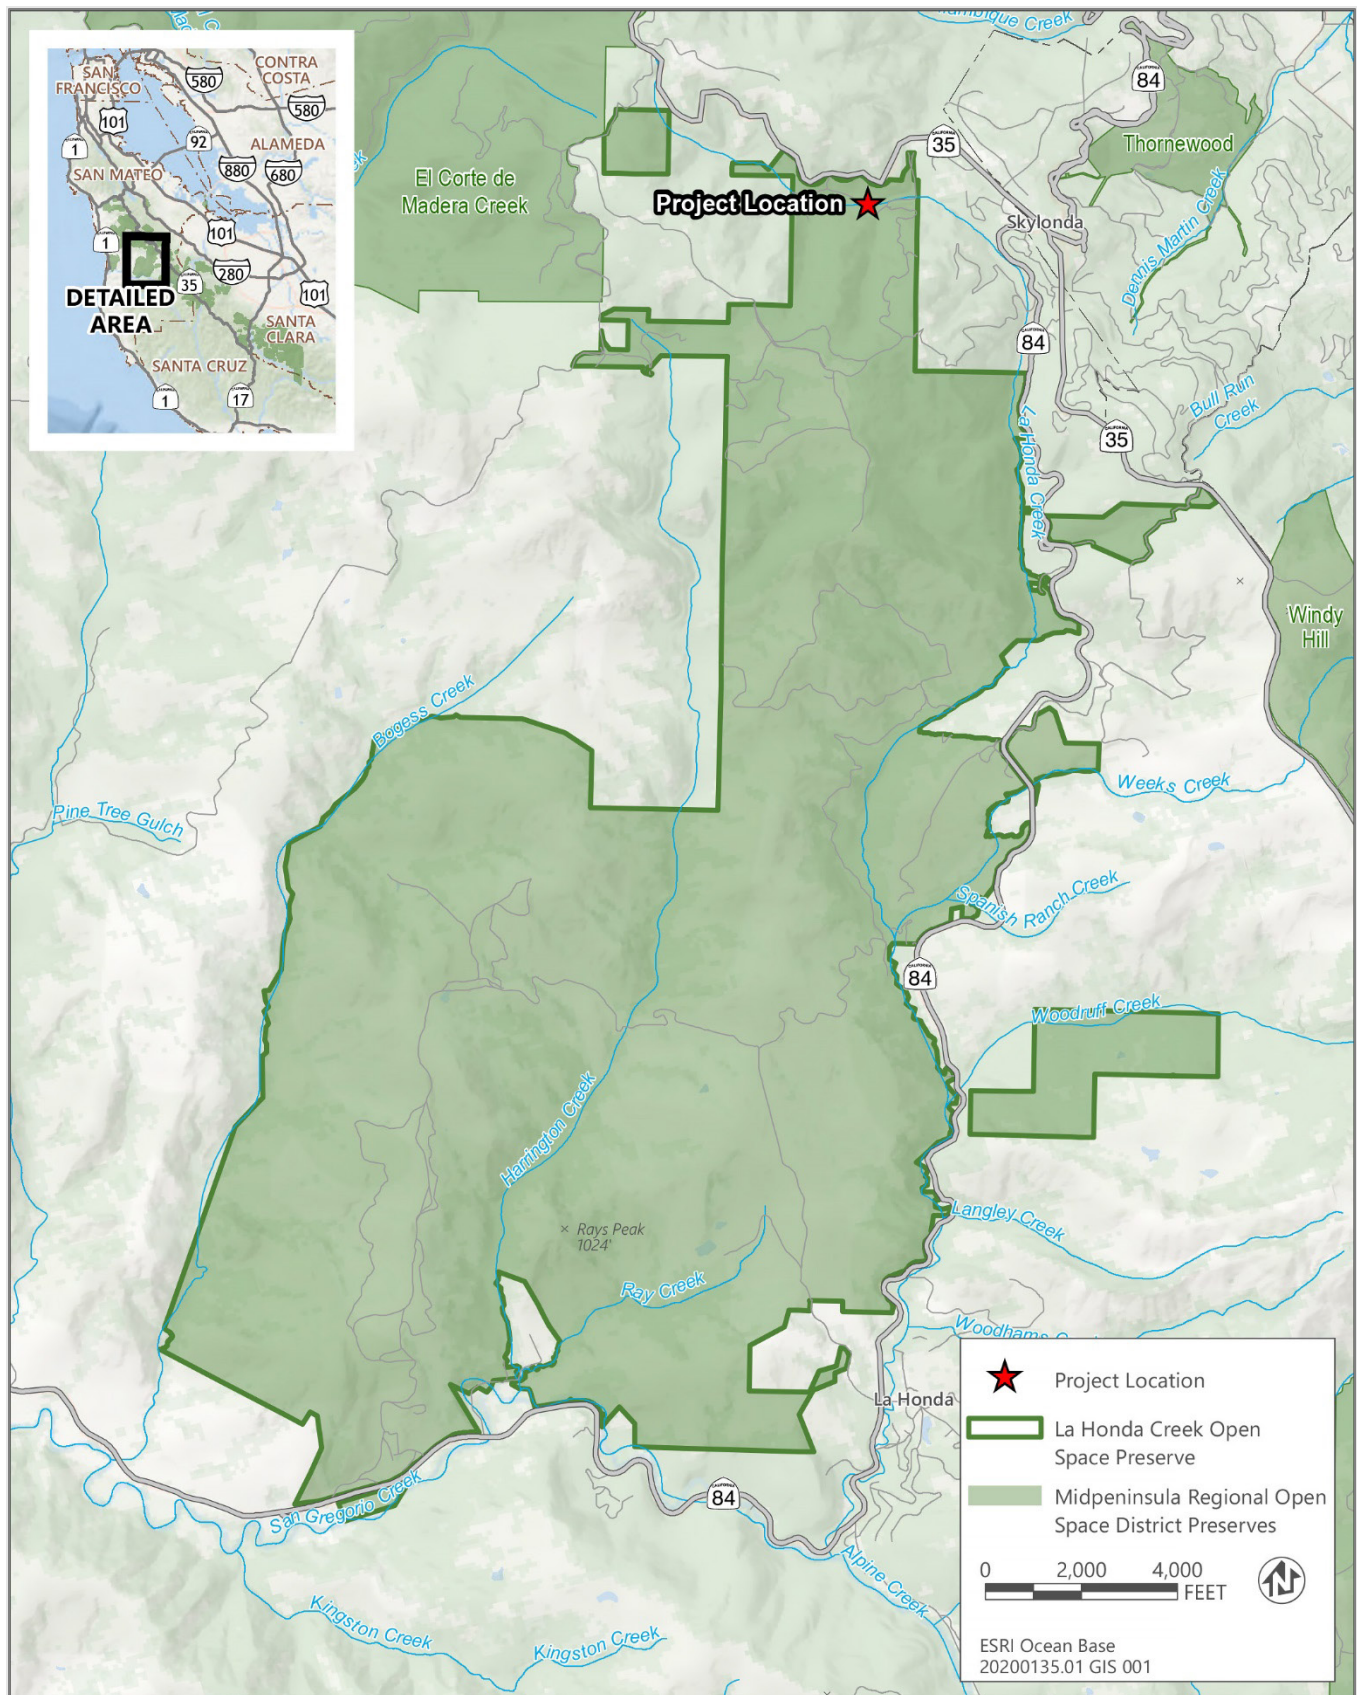 SAN
FRANCISCO
CONTRA
COSTA
580
580
101
1
92
ALAMEDA
880
680
SAN MATEO
101
1
280
35
101
DETAILED
AREA
SANTA
CLARA
SANTA CRUZ
1
17
84
35
Thornewood
El Corte de
Madera Creek
Project Location
Skylonda
Dennis Martin Creek
84
Bull Run
Creek
35
La Honda Creek
Windy
Hill
Bogess Creek
Weeks Creek
Pine Tree Gulch
Spanish Ranch Creek
84
Woodruff Creek
Harrington Creek
Langley Creek
Rays Peak
1024'
Ray Creek
Woodhams
La Honda
84
San Gregorio Creek
Alpine Creek
Kingston Creek
Kingston Creek
Project Location
La Honda Creek Open
Space Preserve
Midpeninsula Regional Open
Space District Preserves
0 2,000 4,000
FEET
N
ESRI Ocean Base
20200135.01 GIS 001